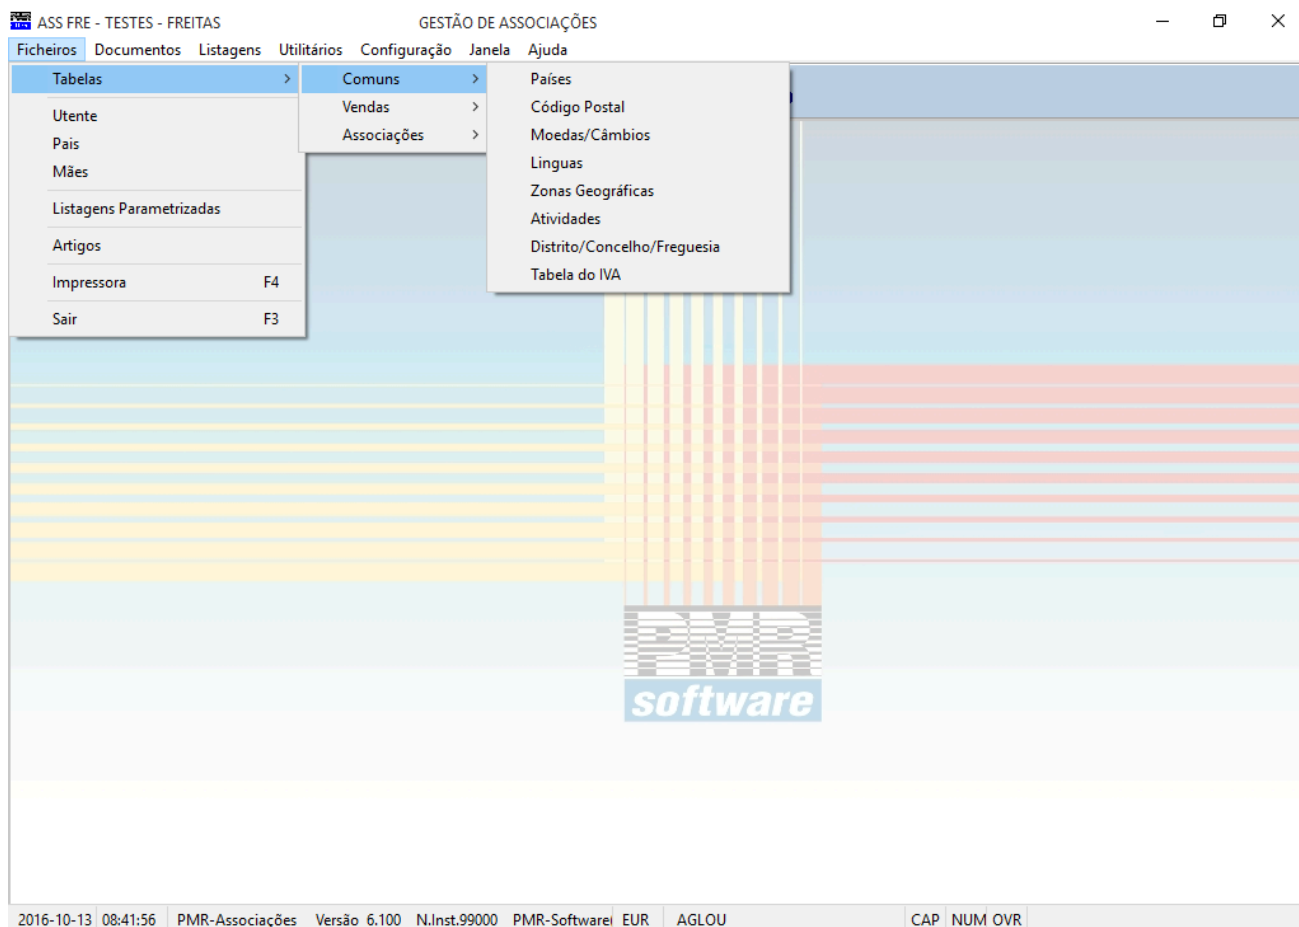 ASS FRE - TESTES - FREITAS GESTÃO DE ASSOCIAÇÕES
Ficheiros Documentos Listagens Utilitários Configuração Janela Ajuda
Tabelas
Utente
Pais
Mães
Listagens Parametrizadas
Artigos
Impressora F4
Sair F3
Comuns
Vendas
Associações
Países
Código Postal
Moedas/Câmbios
Linguas
Zonas Geográficas
Atividades
Distrito/Concelho/Freguesia
Tabela do IVA
PMR
software
2016-10-13 08:41:56 PMR-Associações Versão 6.100 N.Inst.99000 PMR-Software EUR AGLOU CAP NUM OVR